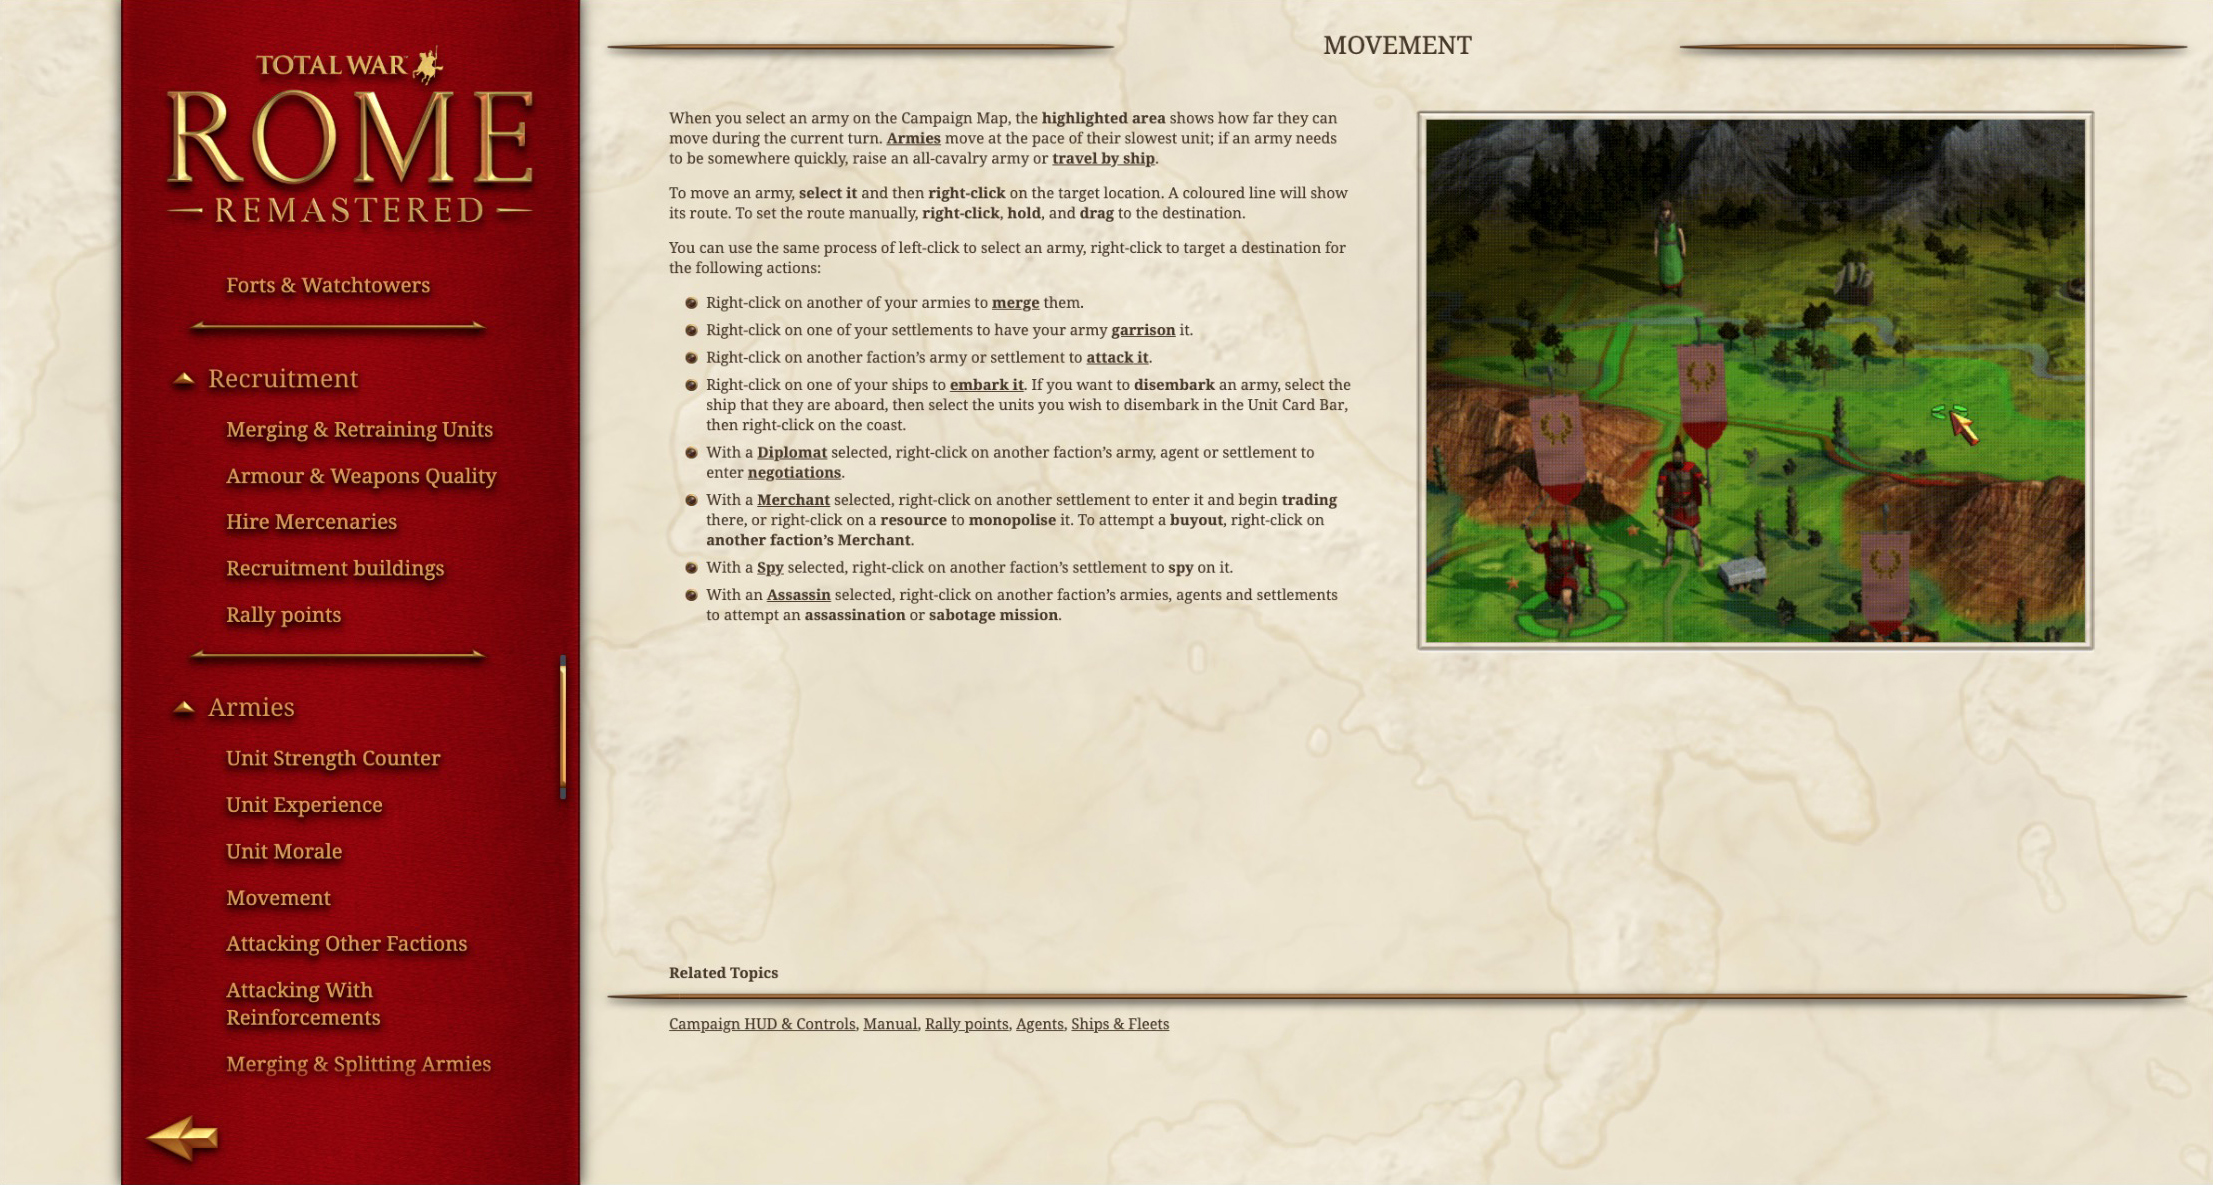 TOTAL WAR
ROME
REMASTERED
Forts & Watchtowers
Recruitment
Merging & Retraining Units
Armour & Weapons Quality
Hire Mercenaries
Recruitment buildings
Rally points
Armies
Unit Strength Counter
Unit Experience
Unit Morale
Movement
Attacking Other Factions
Attacking With
Reinforcements
Merging & Splitting Armies
MOVEMENT
When you select an army on the Campaign Map, the highlighted area shows how far they can
move during the current turn. Armies move at the pace of their slowest unit; if an army needs
to be somewhere quickly, raise an all-cavalry army or travel by ship.
To move an army, select it and then right-click on the target location. A coloured line will show
its route. To set the route manually, right-click, hold, and drag to the destination.
You can use the same process of left-click to select an army, right-click to target a destination for
the following actions:
Right-click on another of your armies to merge them.
Right-click on one of your settlements to have your army garrison it.
Right-click on another faction’s army or settlement to attack it.
Right-click on one of your ships to embark it. If you want to disembark an army, select the
ship that they are aboard, then select the units you wish to disembark in the Unit Card Bar,
then right-click on the coast.
With a Diplomat selected, right-click on another faction’s army, agent or settlement to
enter negotiations.
With a Merchant selected, right-click on another settlement to enter it and begin trading
there, or right-click on a resource to monopolise it. To attempt a buyout, right-click on
another faction’s Merchant.
With a Spy selected, right-click on another faction’s settlement to spy on it.
With an Assassin selected, right-click on another faction’s armies, agents and settlements
to attempt an assassination or sabotage mission.
Related Topics
Campaign HUD & Controls, Manual, Rally points, Agents, Ships & Fleets